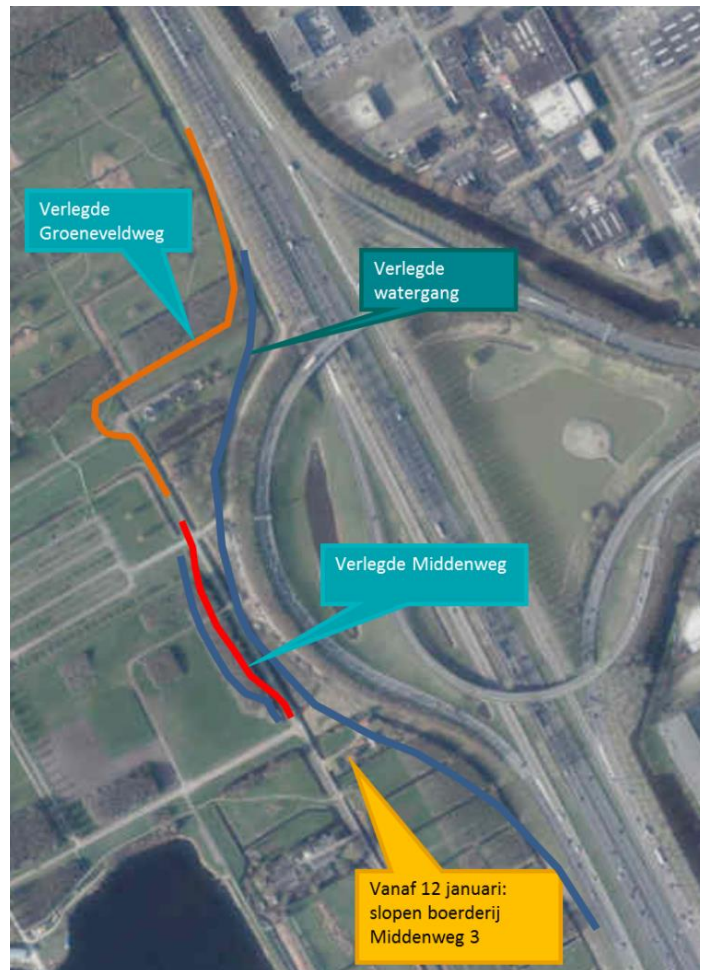 Verlegde
Groeneveldweg
Verlegde
watergang
Verlegde Middenweg
Vanaf 12 januari:
slopen boerderij
Middenweg 3